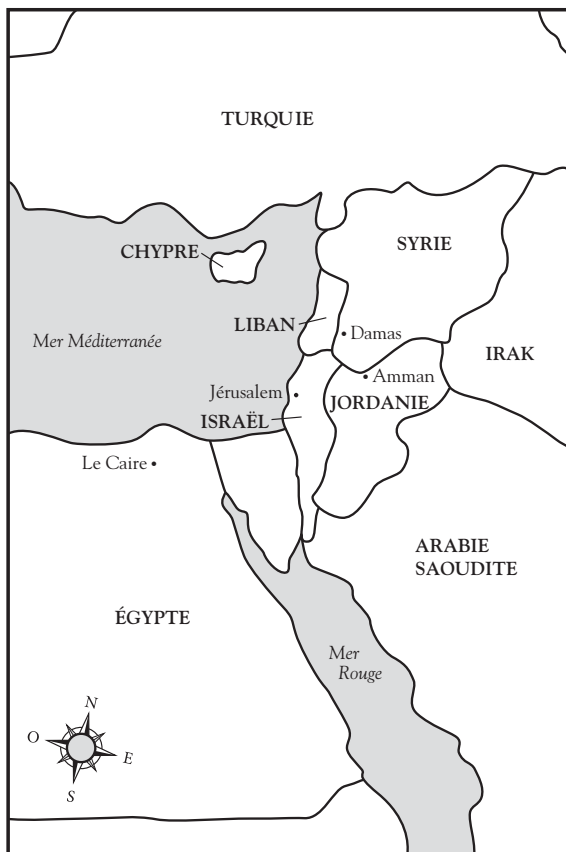 TURQUIE
CHYPRE
SYRIE
LIBAN
Damas
Mer Méditerranée
IRAK
Amman
Jérusalem
JORDANIE
ISRAËL
Le Caire
ARABIE
SAOUDITE
ÉGYPTE
Mer
Rouge
N
O
E
S